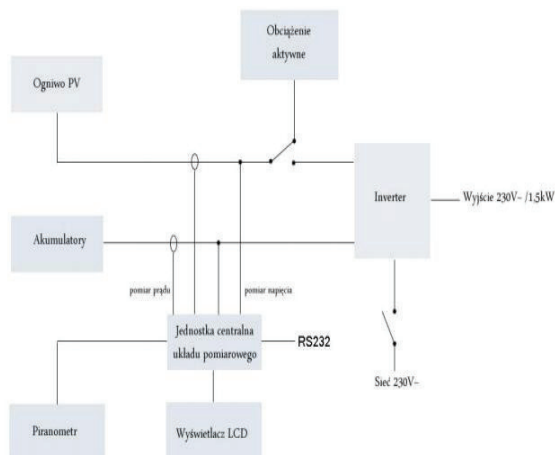 Obciążenie
aktywne
Ogniwo PV
Inverter
Wyjście 230V~ /1,5kW
Akumulatory
pomiar prądu
pomiar napięcia
Jednostka centralna
układu pomiarowego
RS232
Sieć 230V~
Piranometr
Wyświetlacz LCD